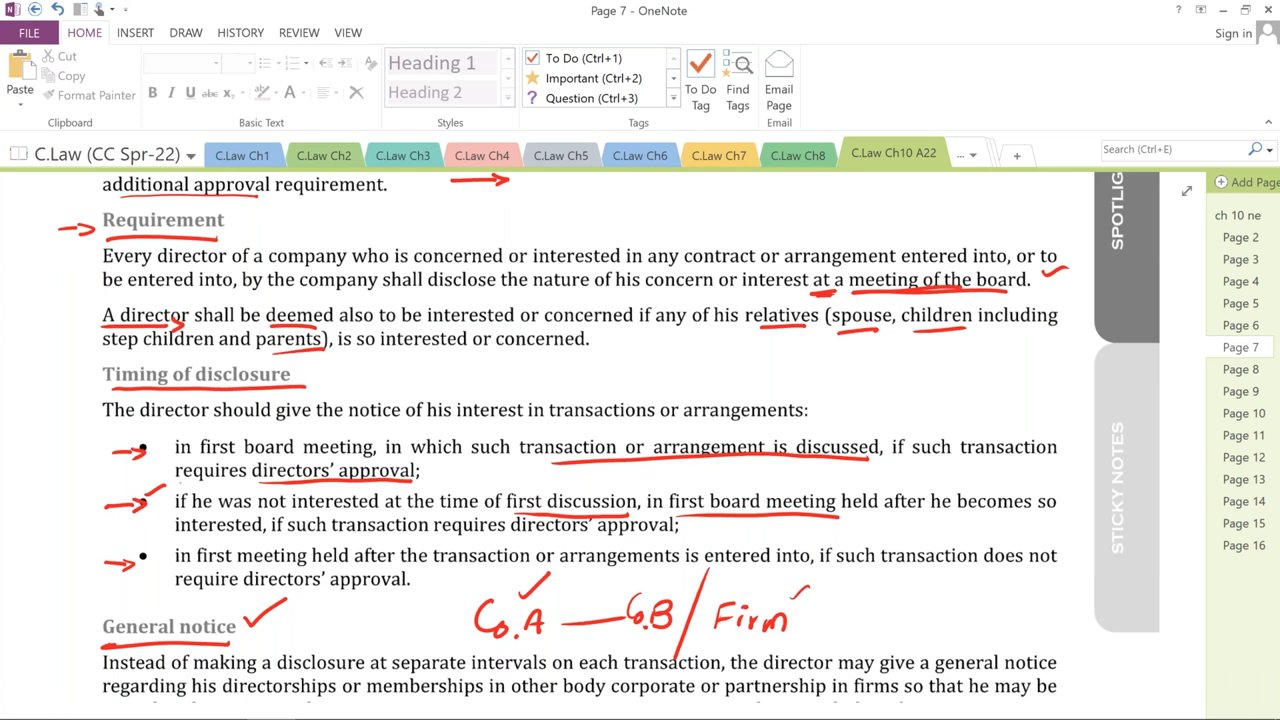 Page 7 - OneNote
FILE HOME INSERT DRAW HISTORY REVIEW VIEW
Sign in
Paste
Cut
Copy
Format Painter
B I U abc x A
Heading 1
Heading 2
To Do (Ctrl+1)
Important (Ctrl+2)
Question (Ctrl+3)
To Do Tag
Find Tags
Email Page
Clipboard Basic Text Styles Tags Email
C.Law (CC Spr-22) C.Law Ch1 C.Law Ch2 C.Law Ch3 C.Law Ch4 C.Law Ch5 C.Law Ch6 C.Law Ch7 C.Law Ch8 C.Law Ch10 A22 ... Search (Ctrl+E)
additional approval requirement.
Requirement
Every director of a company who is concerned or interested in any contract or arrangement entered into, or to
be entered into, by the company shall disclose the nature of his concern or interest at a meeting of the board.
A director shall be deemed also to be interested or concerned if any of his relatives (spouse, children including
step children and parents), is so interested or concerned.
Timing of disclosure
The director should give the notice of his interest in transactions or arrangements:
• in first board meeting, in which such transaction or arrangement is discussed, if such transaction
requires directors’ approval;
• if he was not interested at the time of first discussion, in first board meeting held after he becomes so
interested, if such transaction requires directors’ approval;
• in first meeting held after the transaction or arrangements is entered into, if such transaction does not
require directors’ approval.
Co.A — Co.B / Firm
General notice
Instead of making a disclosure at separate intervals on each transaction, the director may give a general notice
regarding his directorships or memberships in other body corporate or partnership in firms so that he may be
SPOTLIG
STICKY NOTES
Add Page
ch 10 ne
Page 2
Page 3
Page 4
Page 5
Page 6
Page 7
Page 8
Page 9
Page 10
Page 11
Page 12
Page 13
Page 14
Page 15
Page 16